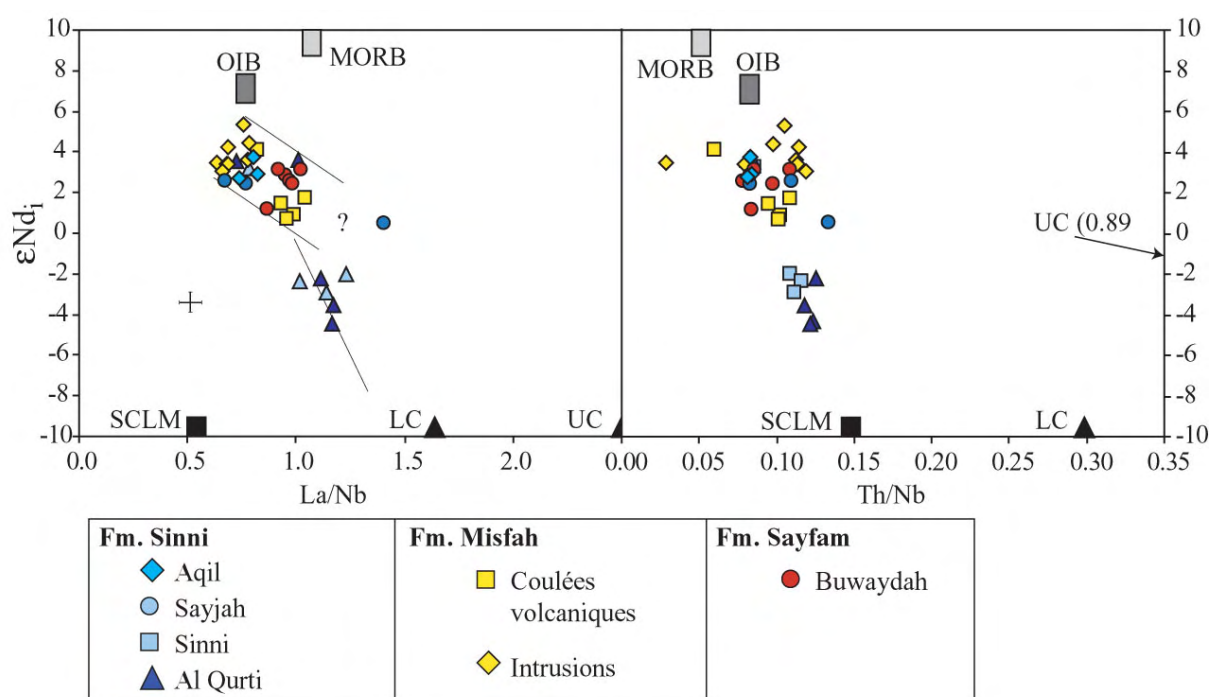 10 8 6 4 2 0 -2 -4 -6 -8 -10
εNdi
OIB
MORB
?
SCLM
LC
UC
0.0 0.5 1.0 1.5 2.0
La/Nb
MORB
OIB
UC (0.89
SCLM
LC
0.00 0.05 0.10 0.15 0.20 0.25 0.30 0.35
Th/Nb
10 8 6 4 2 0 -2 -4 -6 -8 -10
Fm. Sinni
Aqil
Sayjah
Sinni
Al Qurti
Fm. Misfah
Coulées
volcaniques
Intrusions
Fm. Sayfam
Buwaydah